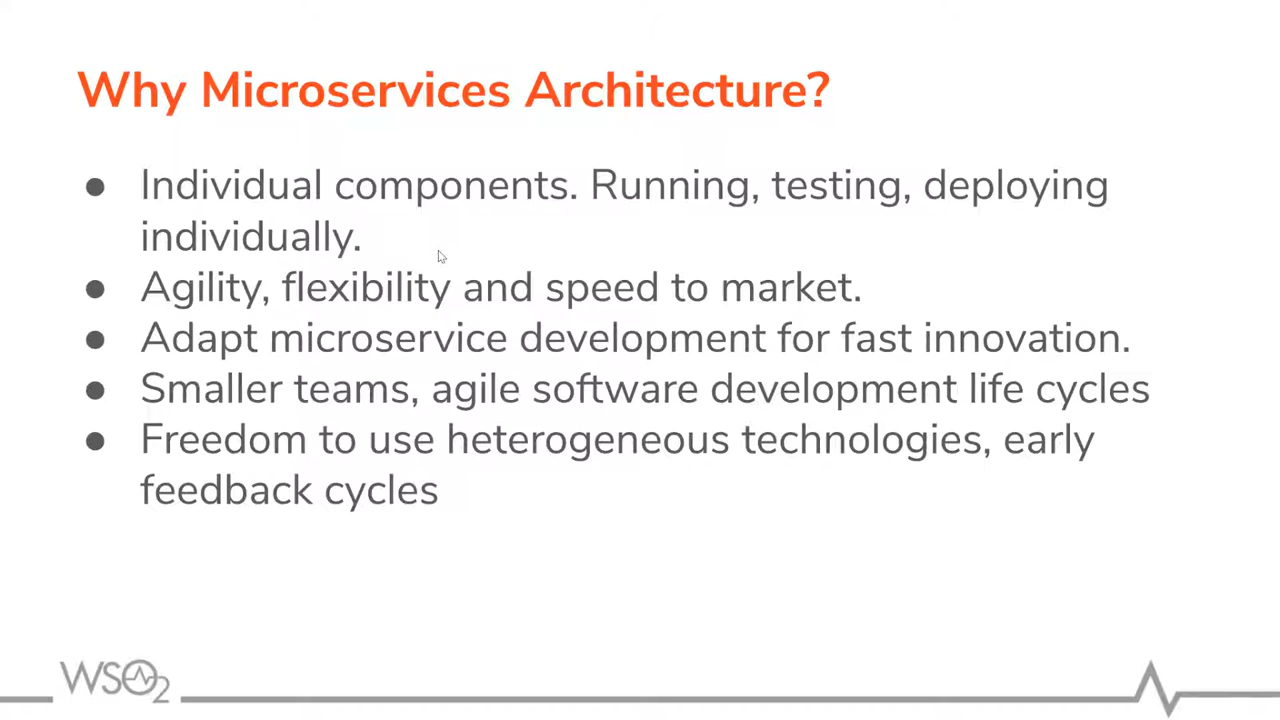 Why Microservices Architecture?
● Individual components. Running, testing, deploying
individually.
● Agility, flexibility and speed to market.
● Adapt microservice development for fast innovation.
● Smaller teams, agile software development life cycles
● Freedom to use heterogeneous technologies, early
feedback cycles
WSO2